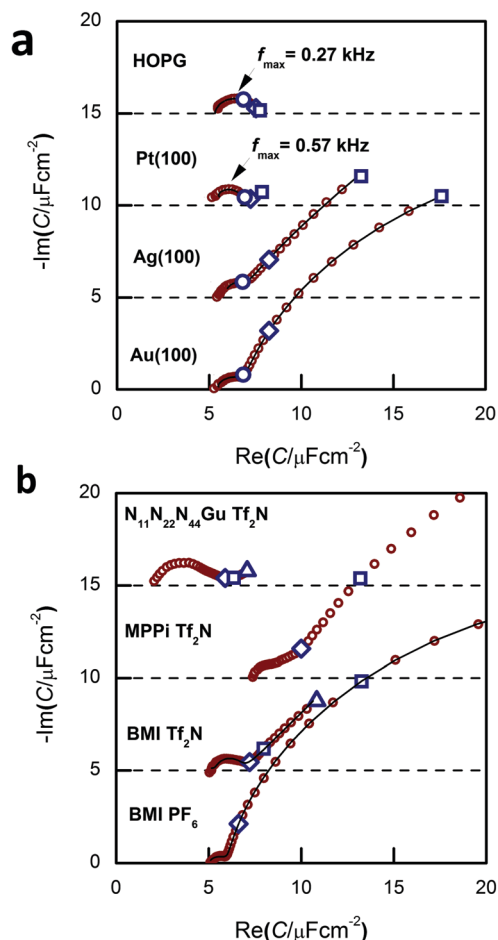 a
20
HOPG
f max = 0.27 kHz
15
Pt(100)
f max = 0.57 kHz
10
Ag(100)
5
Au(100)
0
0 5 10 15 20
-Im(C/μFcm⁻²)
Re(C/μFcm⁻²)
b
20
N₁₁N₂₂N₄₄Gu Tf₂N
15
MPPi Tf₂N
10
BMI Tf₂N
5
BMI PF₆
0
0 5 10 15 20
-Im(C/μFcm⁻²)
Re(C/μFcm⁻²)